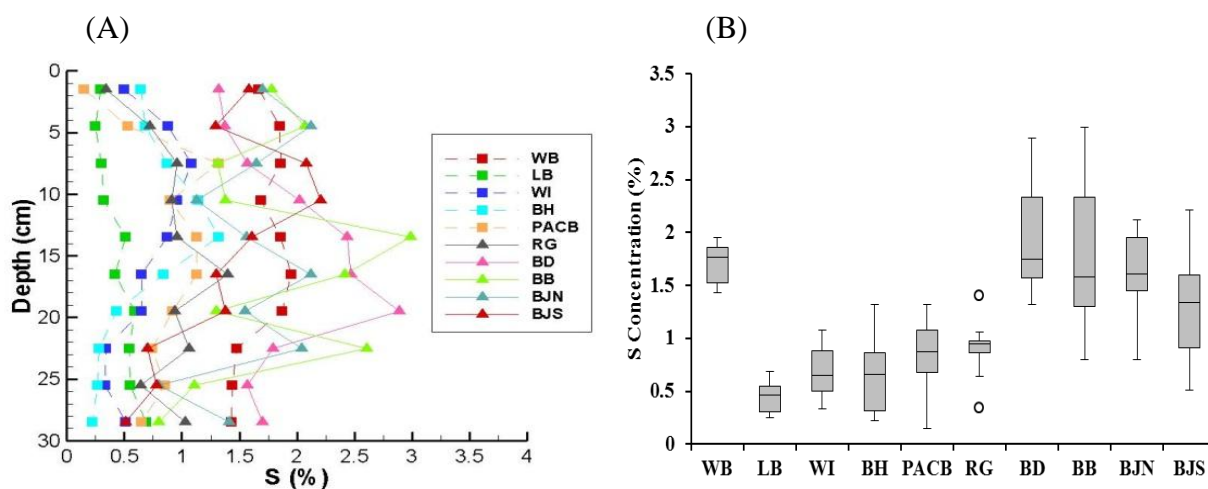 (A)
(B)
0
5
10
15
20
25
30
Depth (cm)
0
0.5
1
1.5
2
2.5
3
3.5
4
S (%)
WB
LB
WI
BH
PACB
RG
BD
BB
BJN
BJS
3.5
3
2.5
2
1.5
1
0.5
0
S Concentration (%)
WB LB WI BH PACB RG BD BB BJN BJS